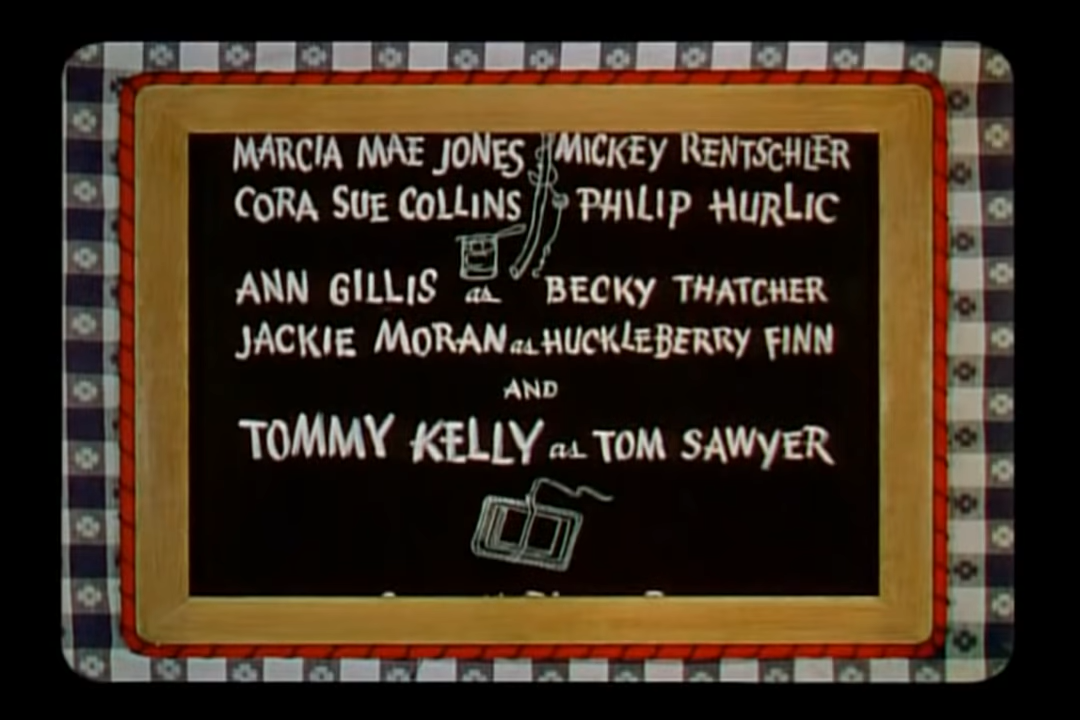 MARCIA MAE JONES MICKEY RENTSCHLER
CORA SUE COLLINS PHILIP HURLIC
ANN GILLIS as BECKY THATCHER
JACKIE MORAN as HUCKLEBERRY FINN
AND
TOMMY KELLY as TOM SAWYER